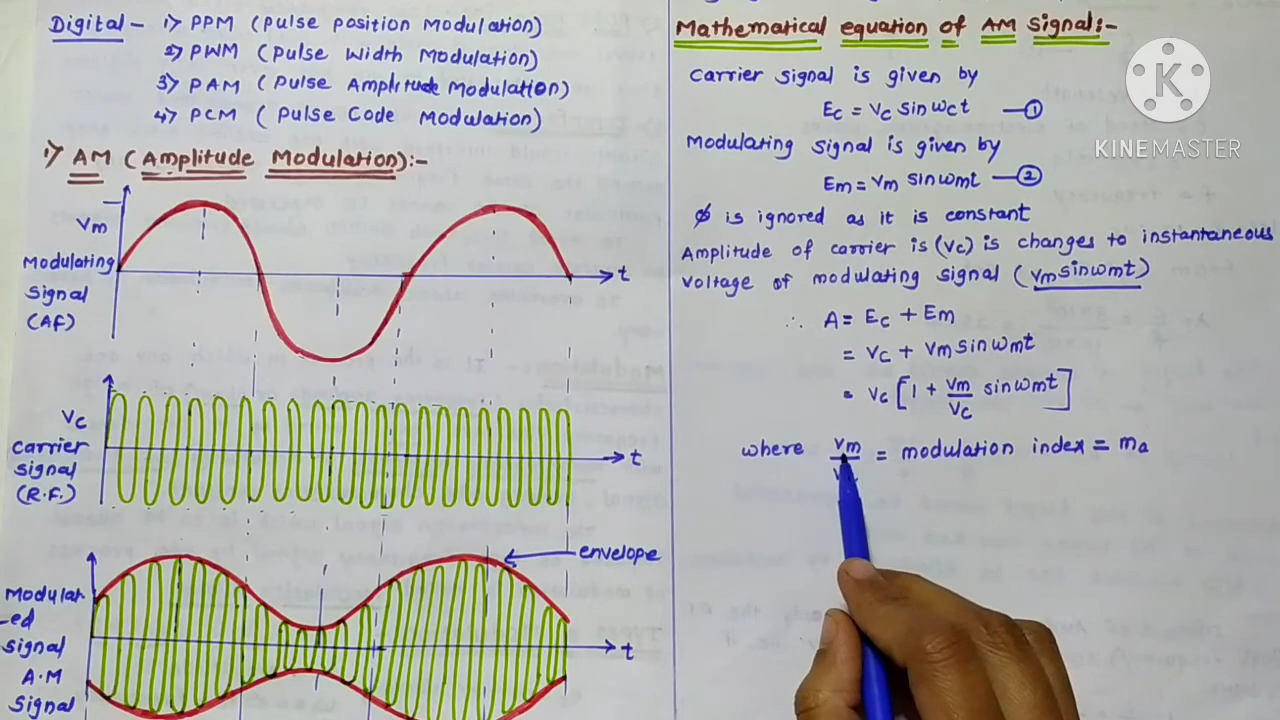 Digital - 1) PPM (Pulse Position Modulation)
2) PWM (Pulse Width Modulation)
3) PAM (Pulse Amplitude Modulation)
4) PCM (Pulse Code Modulation)
1) AM (Amplitude Modulation):-
Vm
Modulating
Signal
(AF)
t
Vc
Carrier
Signal
(R.F.)
t
envelope
Modulat
-ed
Signal
A.M
Signal
t
Mathematical equation of AM Signal:-
Carrier signal is given by
Ec = Vc sin ωct —①
Modulating signal is given by
Em = Vm sin ωmt —②
ϕ is ignored as it is constant
Amplitude of carrier is (Vc) is changes to instantaneous
Voltage of modulating signal (Vm sinωmt)
∴ A = Ec + Em
= Vc + Vm sin ωmt
= Vc [1 + Vm/Vc sin ωmt]
where Vm = modulation index = ma
K
KINEMASTER